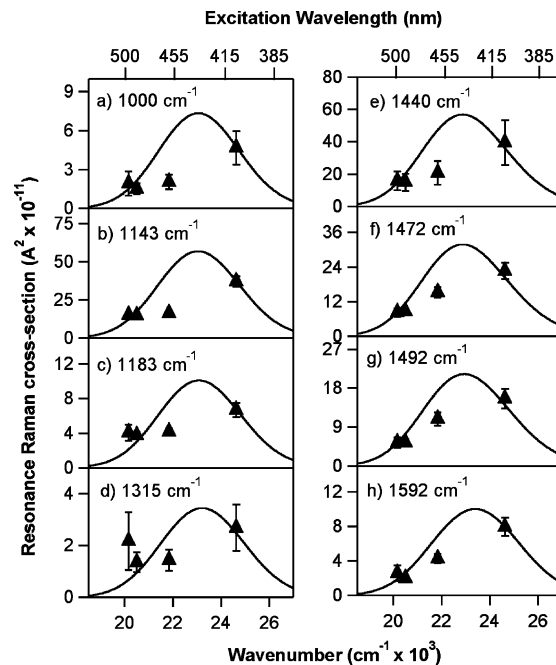 Excitation Wavelength (nm)
500 455 415 385
500 455 415 385
Resonance Raman cross-section (A² x 10⁻¹¹)
a) 1000 cm⁻¹
9
6
3
0
b) 1143 cm⁻¹
75
50
25
0
c) 1183 cm⁻¹
12
8
4
0
d) 1315 cm⁻¹
4
2
0
20 22 24 26
e) 1440 cm⁻¹
80
60
40
20
0
f) 1472 cm⁻¹
36
24
12
0
g) 1492 cm⁻¹
27
18
9
0
h) 1592 cm⁻¹
12
8
4
0
20 22 24 26
Wavenumber (cm⁻¹ x 10³)